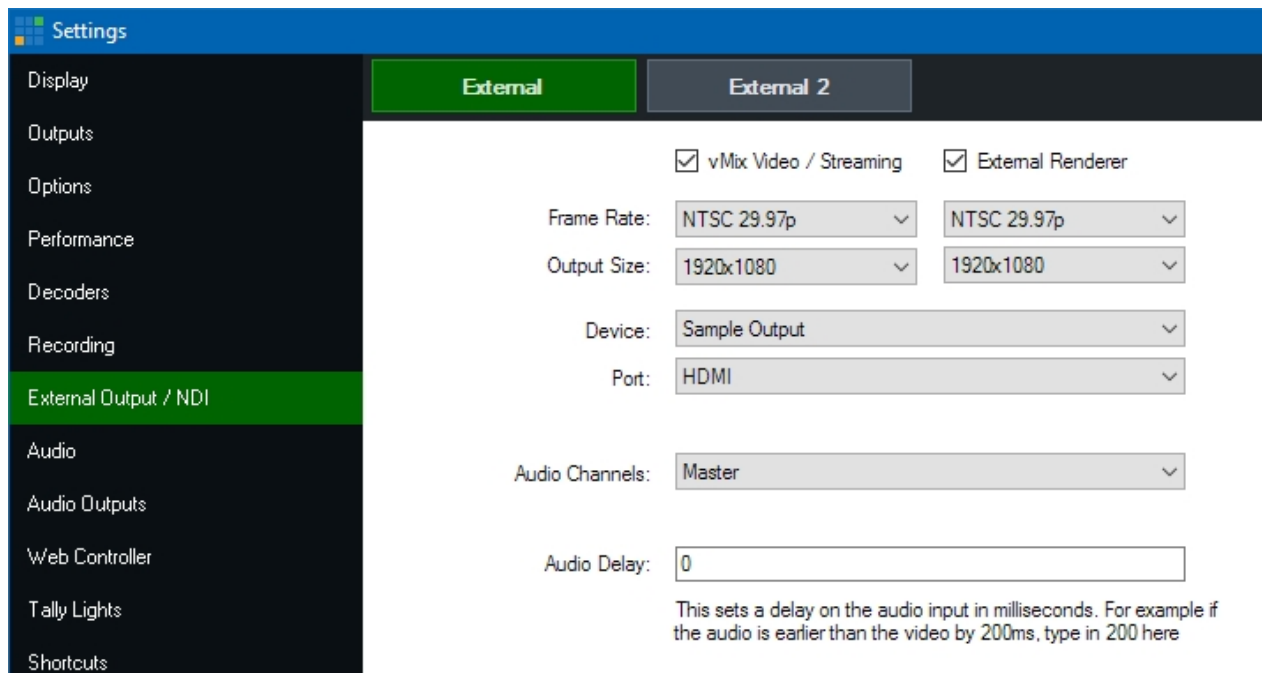 Settings
Display
Outputs
Options
Performance
Decoders
Recording
External Output / NDI
Audio
Audio Outputs
Web Controller
Tally Lights
Shortcuts
External
External 2
vMix Video / Streaming
External Renderer
Frame Rate:
NTSC 29.97p
NTSC 29.97p
Output Size:
1920x1080
1920x1080
Device:
Sample Output
Port:
HDMI
Audio Channels:
Master
Audio Delay:
0
This sets a delay on the audio input in milliseconds. For example if
the audio is earlier than the video by 200ms, type in 200 here